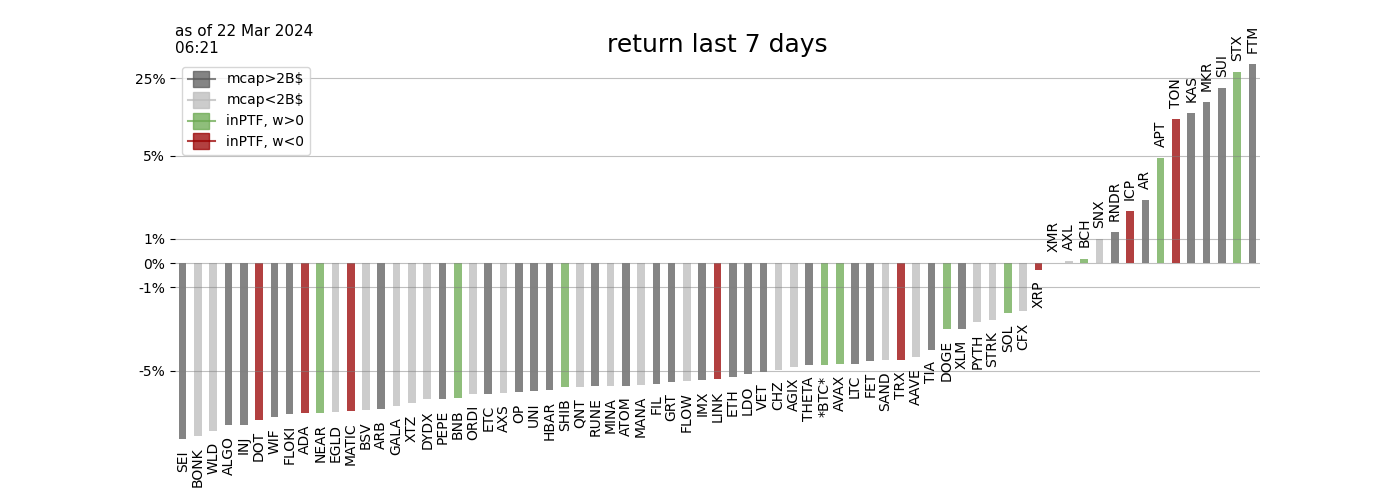 as of 22 Mar 2024
06:21
return last 7 days
mcap>2B$
mcap<2B$
inPTF, w>0
inPTF, w<0
25%
5%
1%
0%
-1%
-5%
SEI
BONK
WLD
ALGO
INJ
DOT
WIF
FLOKI
ADA
NEAR
EGLD
MATIC
BSV
ARB
GALA
XTZ
DYDX
PEPE
BNB
ORDI
ETC
AXS
OP
UNI
HBAR
SHIB
QNT
RUNE
MINA
ATOM
MANA
FIL
GRT
FLOW
IMX
LINK
ETH
LDO
VET
CHZ
AGIX
THETA
*BTC*
AVAX
LTC
FET
SAND
TRX
AAVE
TIA
DOGE
XLM
PYTH
STRK
SOL
CFX
XRP
XMR
AXL
BCH
SNX
RNDR
ICP
AR
APT
TON
KAS
MKR
SUI
STX
FTM